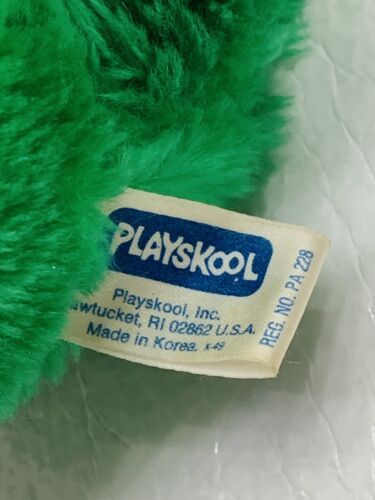 PLAYSKOOL
Playskool, Inc.
awtucket, RI 02862 U.S.A.
Made in Korea. K-49
REG. NO. PA 228